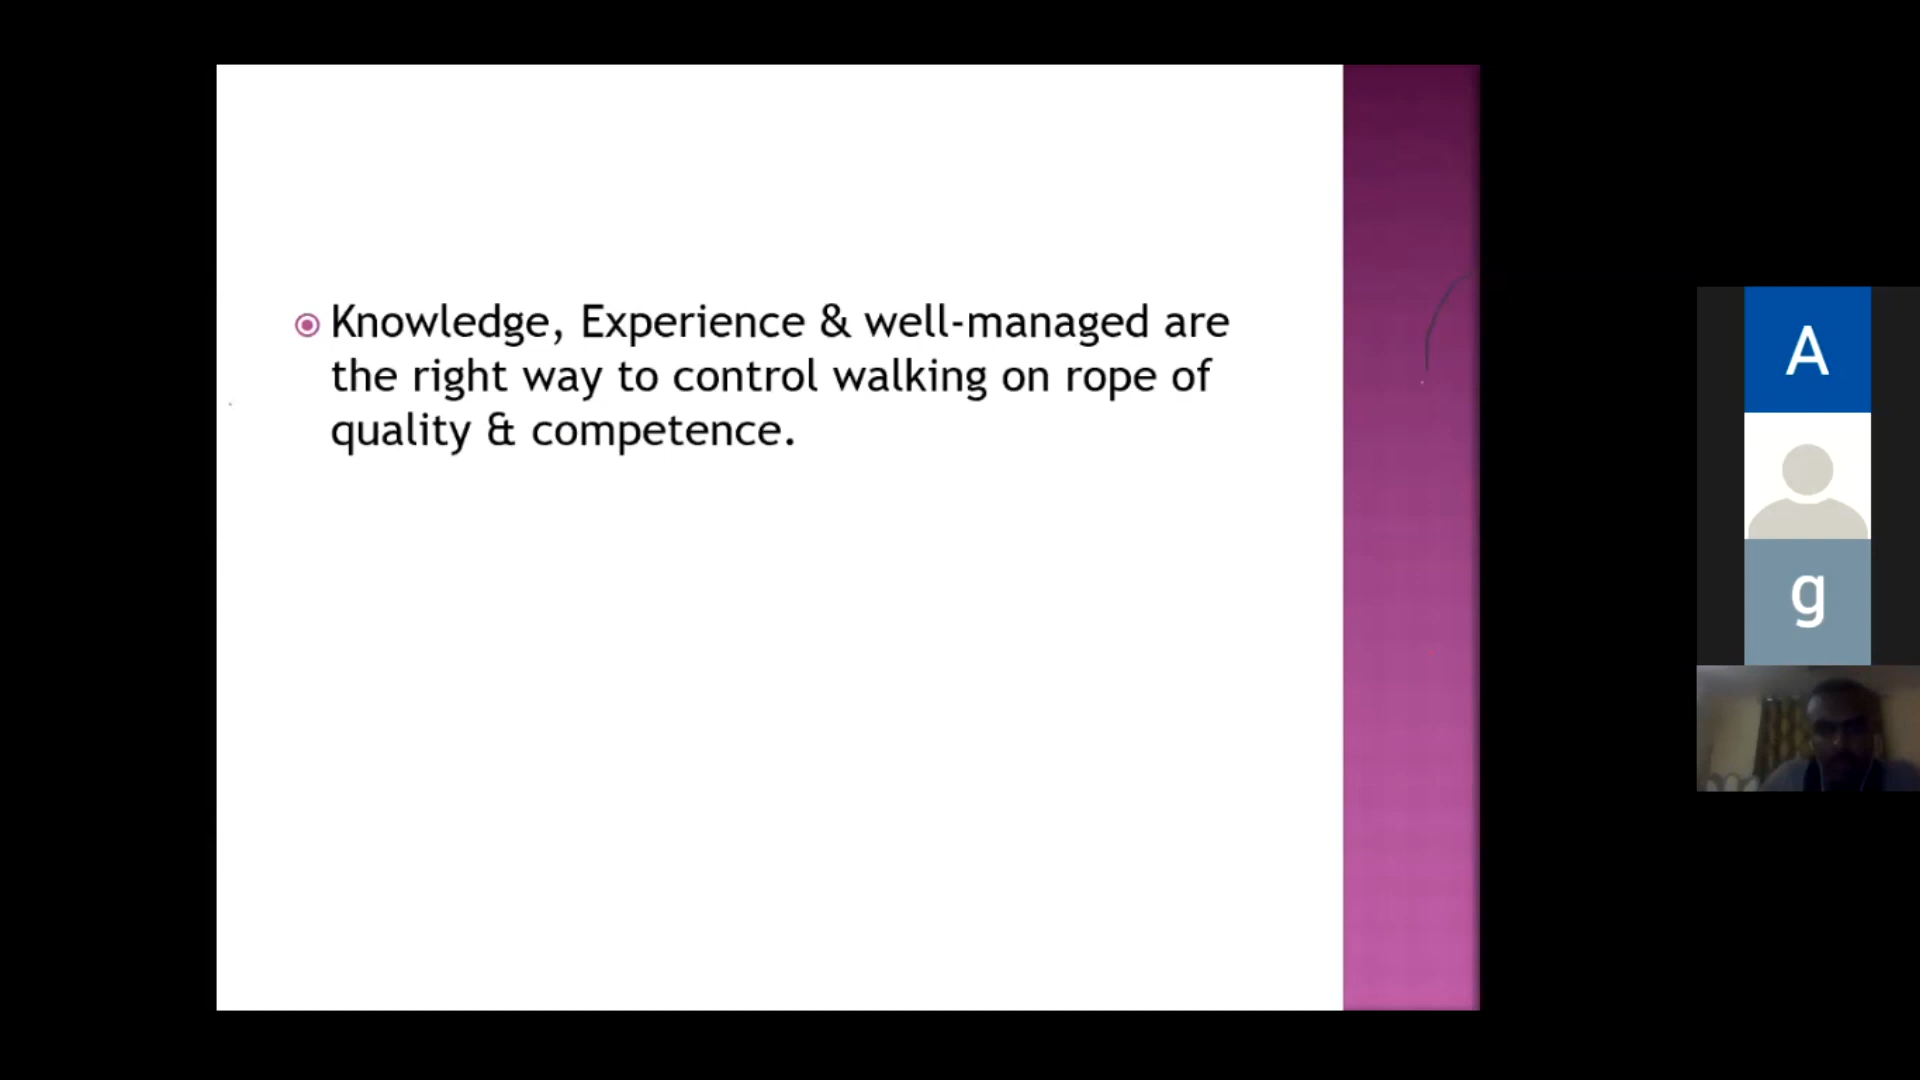 Knowledge, Experience & well-managed are
the right way to control walking on rope of
quality & competence.
A
g